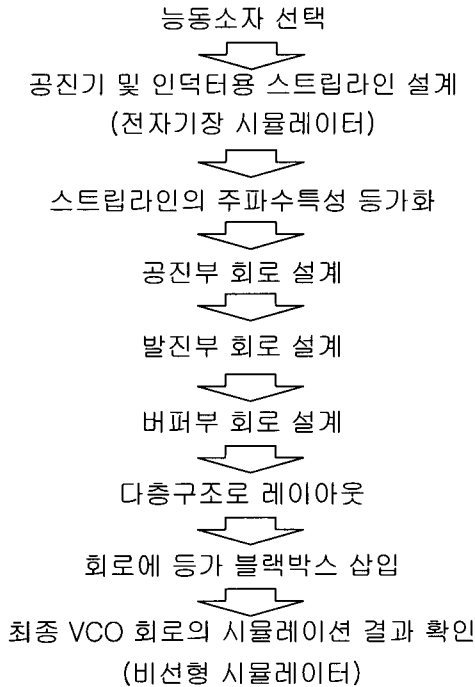 능동소자 선택
공진기 및 인덕터용 스트립라인 설계
(전자기장 시뮬레이터)
스트립라인의 주파수특성 등가화
공진부 회로 설계
발진부 회로 설계
버퍼부 회로 설계
다층구조로 레이아웃
회로에 등가 블랙박스 삽입
최종 VCO 회로의 시뮬레이션 결과 확인
(비선형 시뮬레이터)